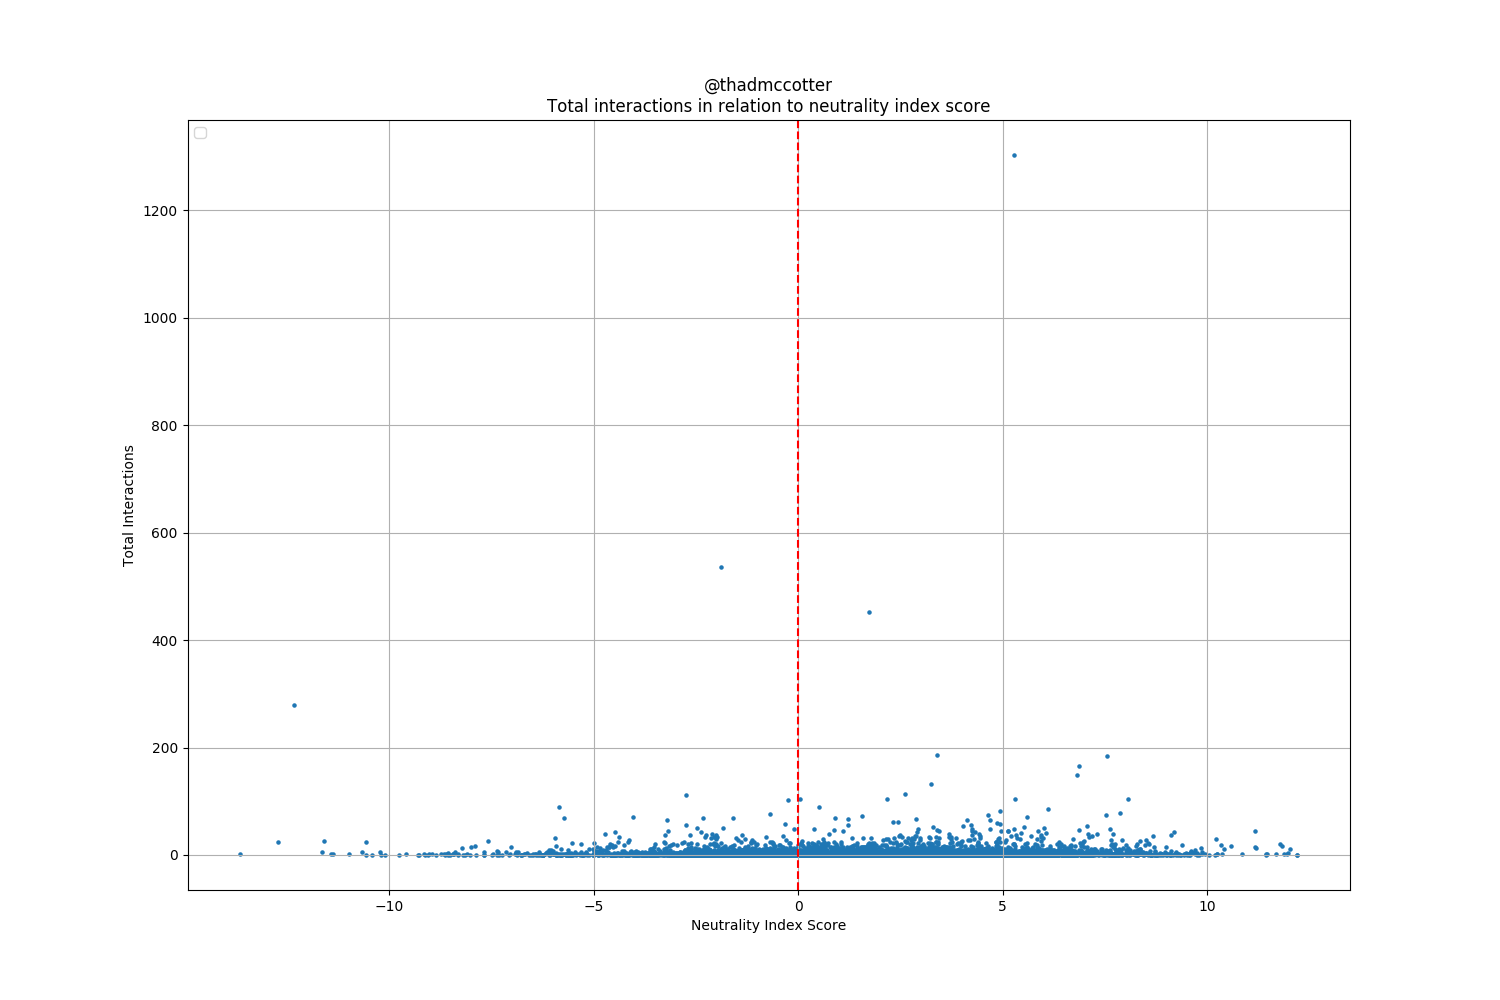 @thadmccotter
Total interactions in relation to neutrality index score
1200
1000
800
600
400
200
0
Total Interactions
−10 −5 0 5 10
Neutrality Index Score